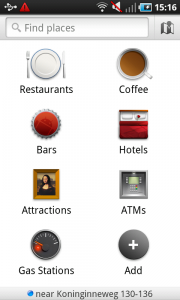 15:16
Find places
Restaurants
Coffee
Bars
Hotels
Attractions
ATMs
Gas Stations
Add
near Koninginneweg 130-136